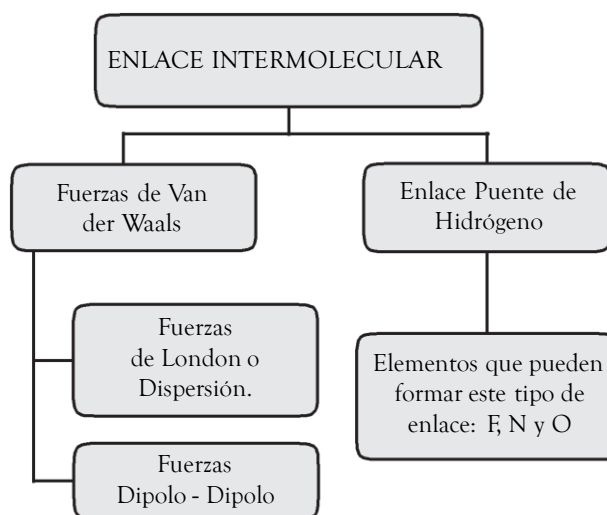 ENLACE INTERMOLECULAR
Fuerzas de Van
der Waals
Enlace Puente de
Hidrógeno
Fuerzas
de London o
Dispersión.
Elementos que pueden
formar este tipo de
enlace: F, N y O
Fuerzas
Dipolo - Dipolo